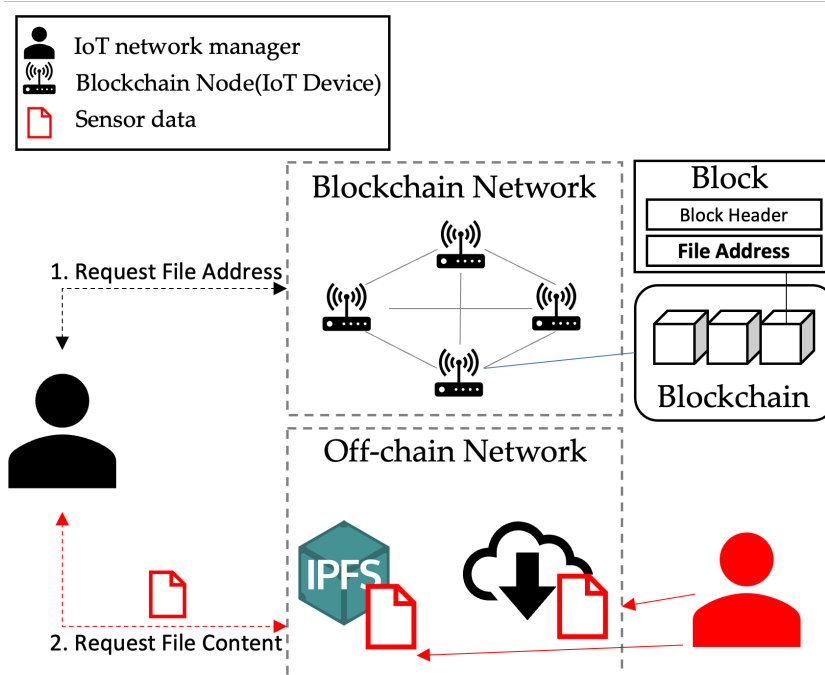 IoT network manager
Blockchain Node(IoT Device)
Sensor data
Blockchain Network
Block
Block Header
File Address
1. Request File Address
Blockchain
Off-chain Network
IPFS
2. Request File Content